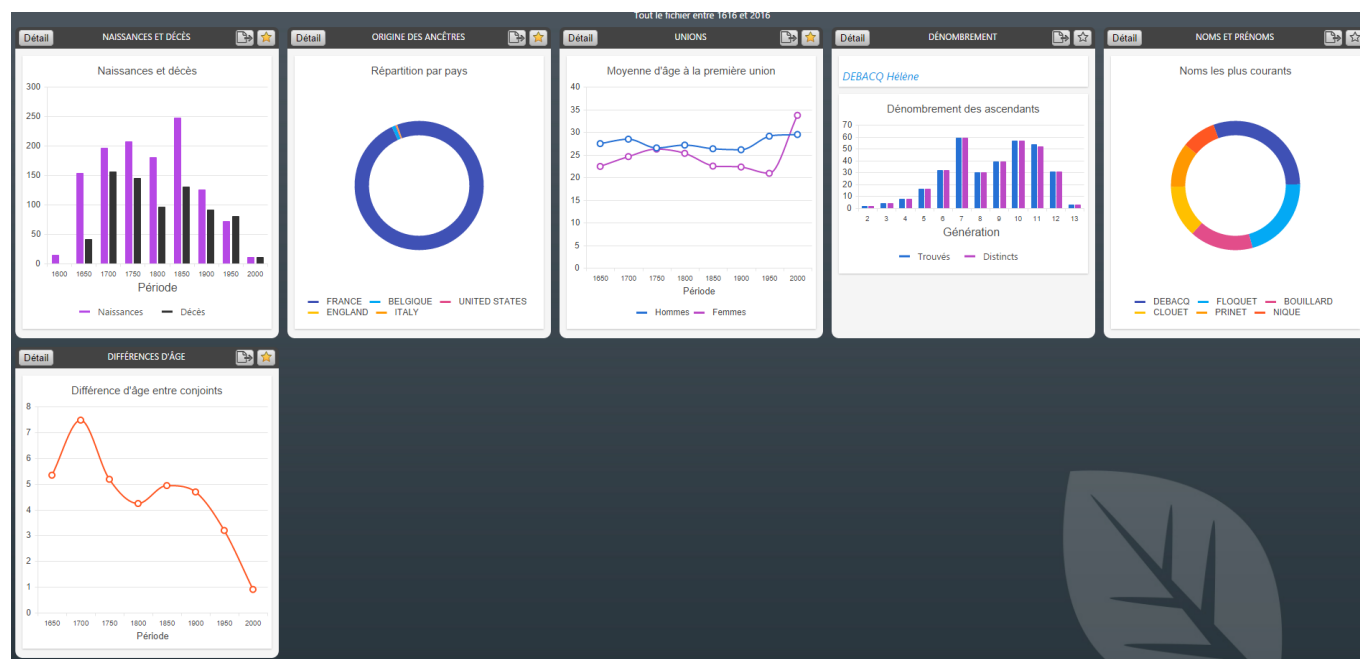 Tout le fichier entre 1616 et 2016
Détail NAISSANCES ET DÉCÈS
Naissances et décès
300
250
200
150
100
50
0
1600 1650 1700 1750 1800 1850 1900 1950 2000
Période
Naissances Décès
Détail ORIGINE DES ANCÊTRES
Répartition par pays
FRANCE BELGIQUE UNITED STATES
ENGLAND ITALY
Détail UNIONS
Moyenne d'âge à la première union
40
35
30
25
20
15
10
5
0
1650 1700 1750 1800 1850 1900 1950 2000
Période
Hommes Femmes
Détail DÉNOMBREMENT
DEBACQ Hélène
Dénombrement des ascendants
70
60
50
40
30
20
10
0
2 3 4 5 6 7 8 9 10 11 12 13
Génération
Trouvés Distincts
Détail NOMS ET PRÉNOMS
Noms les plus courants
DEBACQ FLOQUET BOUILLARD
CLOUET PRINET NIQUE
Détail DIFFÉRENCES D'ÂGE
Différence d'âge entre conjoints
8
7
6
5
4
3
2
1
0
1650 1700 1750 1800 1850 1900 1950 2000
Période